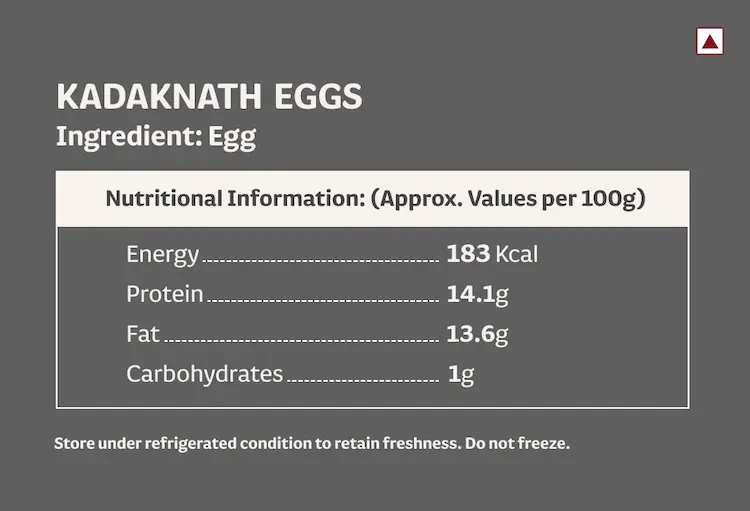 KADAKNATH EGGS
Ingredient: Egg
Nutritional Information: (Approx. Values per 100g)
Energy........................................ 183 Kcal
Protein........................................ 14.1g
Fat........................................ 13.6g
Carbohydrates........................................ 1g
Store under refrigerated condition to retain freshness. Do not freeze.